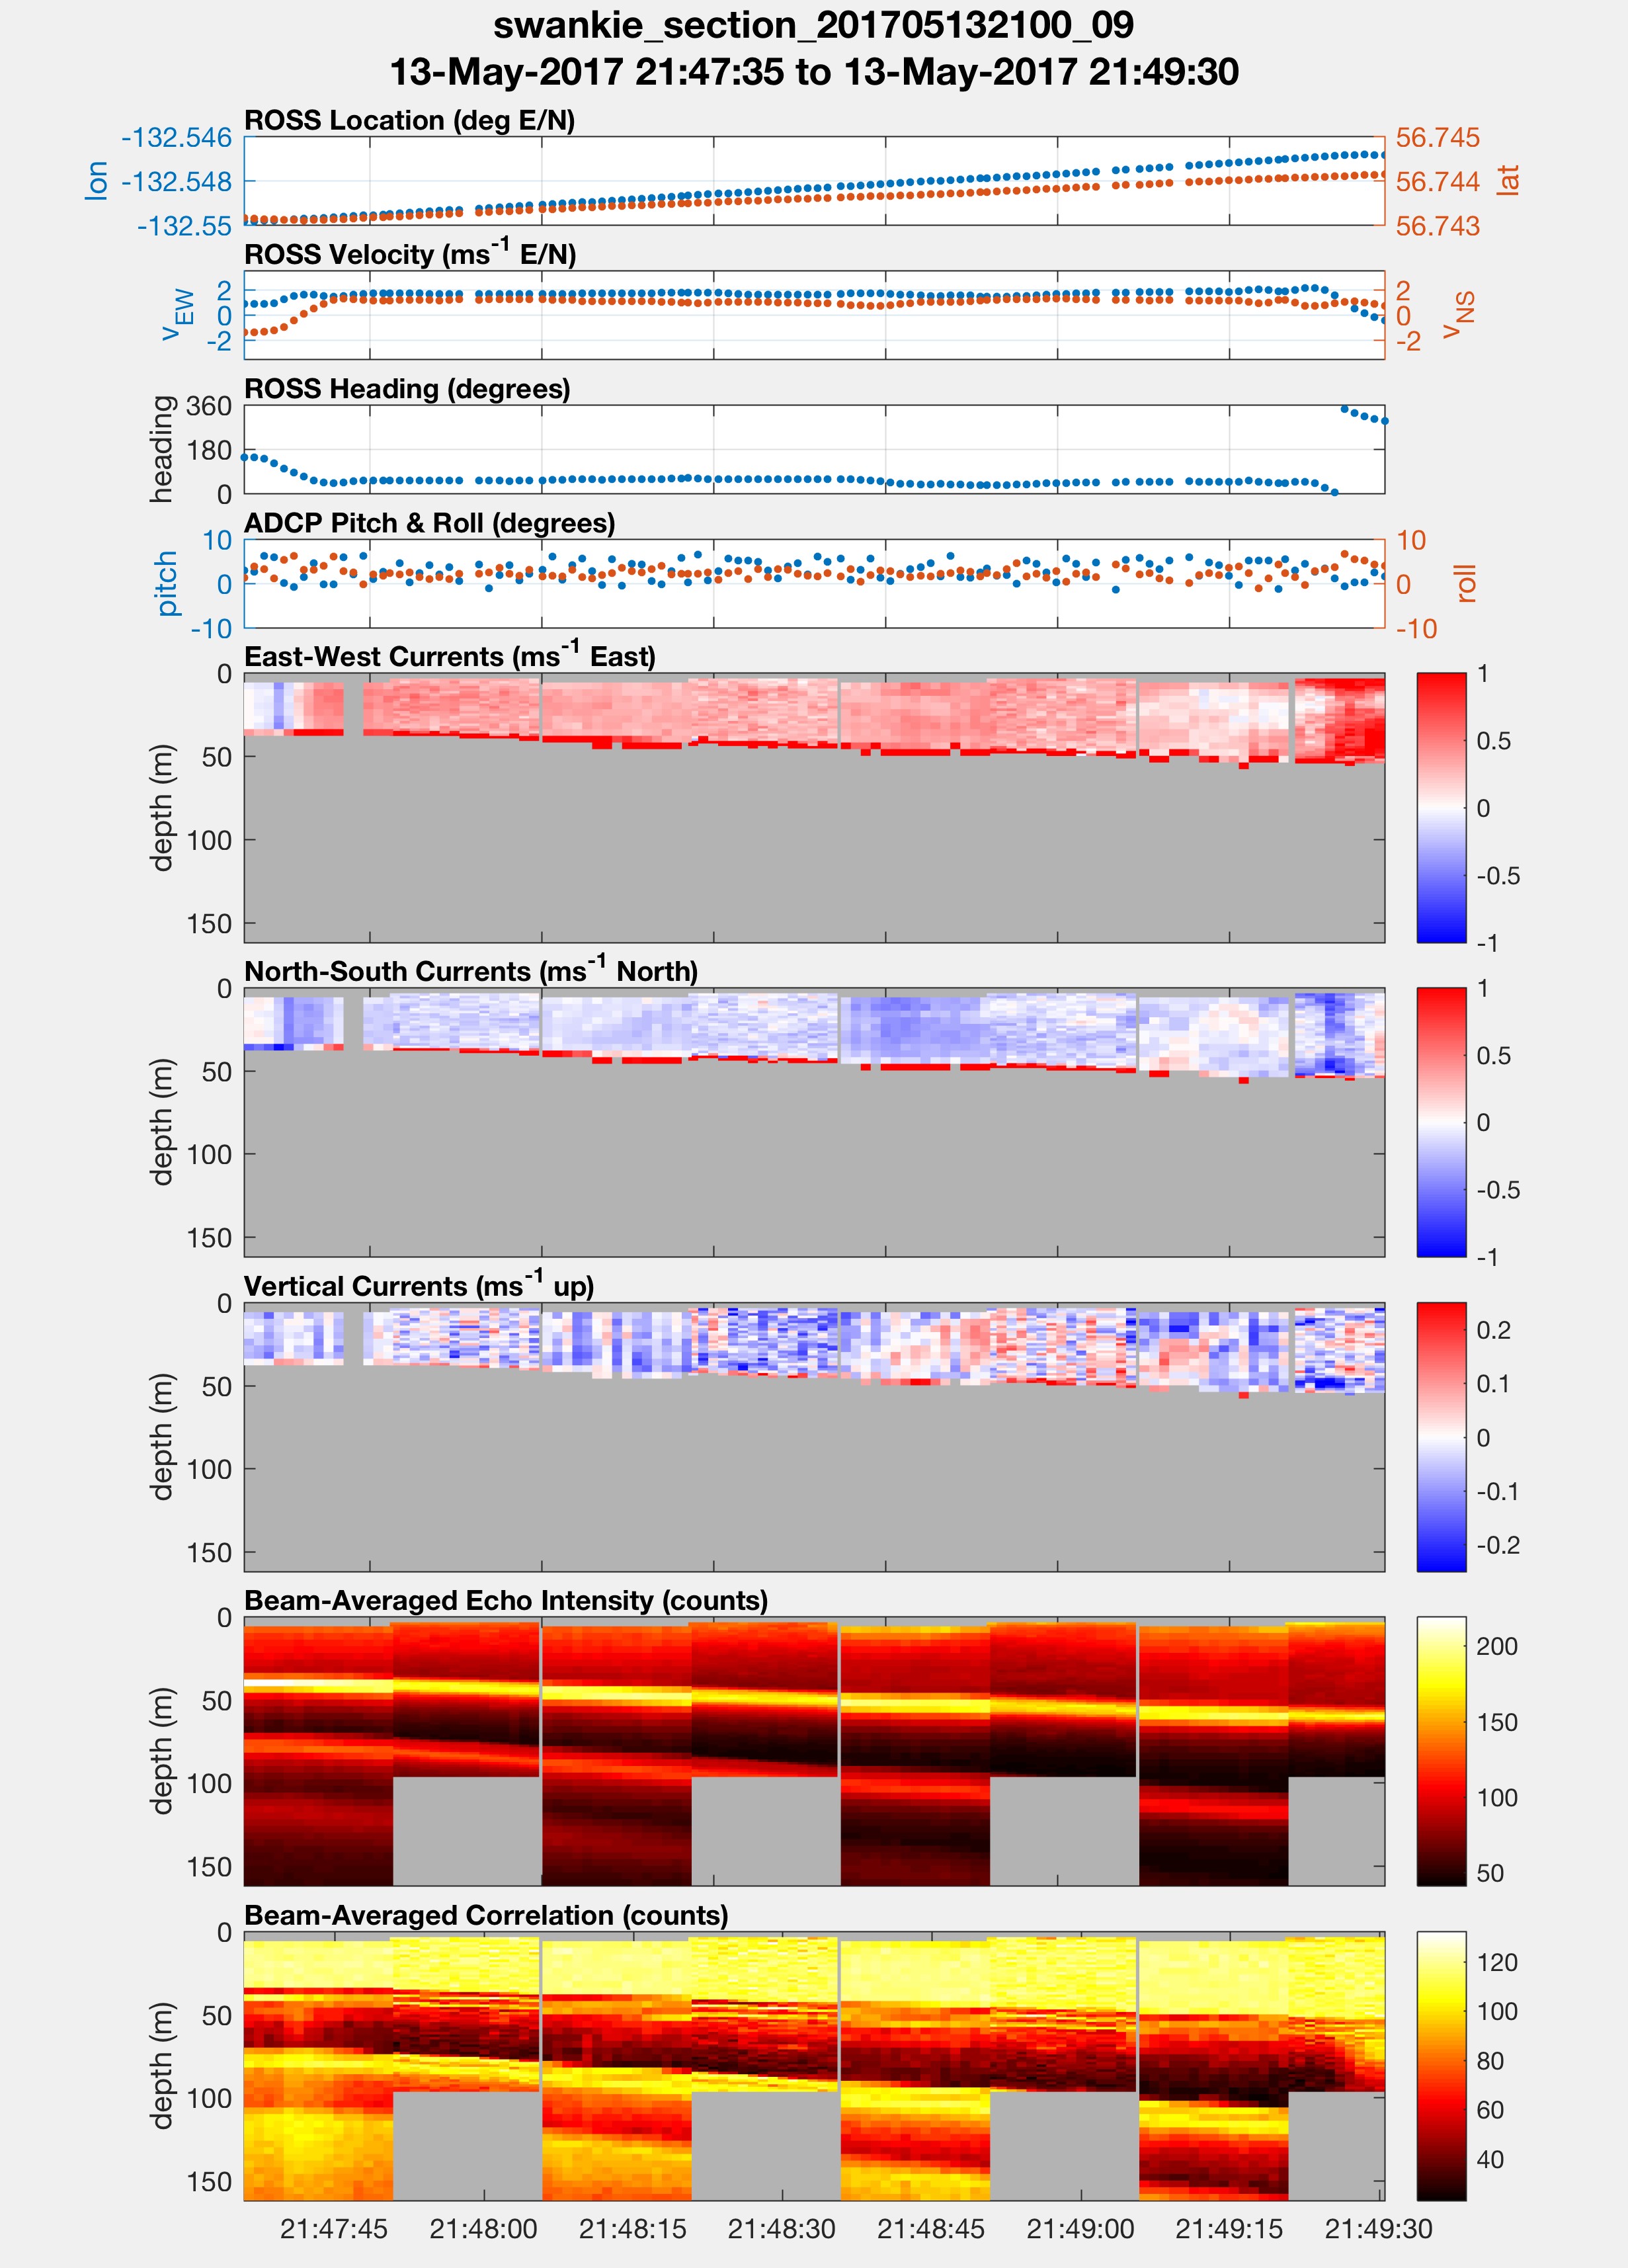 swankie_section_201705132100_09
13-May-2017 21:47:35 to 13-May-2017 21:49:30
ROSS Location (deg E/N)
-132.546
-132.548
-132.55
lon
56.745
56.744
56.743
lat
ROSS Velocity (ms-1 E/N)
2
0
-2
vEW
2
0
-2
vNS
ROSS Heading (degrees)
360
180
0
heading
ADCP Pitch & Roll (degrees)
10
0
-10
pitch
10
0
-10
roll
East-West Currents (ms-1 East)
0
50
100
150
depth (m)
1
0.5
0
-0.5
-1
North-South Currents (ms-1 North)
0
50
100
150
depth (m)
1
0.5
0
-0.5
-1
Vertical Currents (ms-1 up)
0
50
100
150
depth (m)
0.2
0.1
0
-0.1
-0.2
Beam-Averaged Echo Intensity (counts)
0
50
100
150
depth (m)
200
150
100
50
Beam-Averaged Correlation (counts)
0
50
100
150
depth (m)
120
100
80
60
40
21:47:45 21:48:00 21:48:15 21:48:30 21:48:45 21:49:00 21:49:15 21:49:30